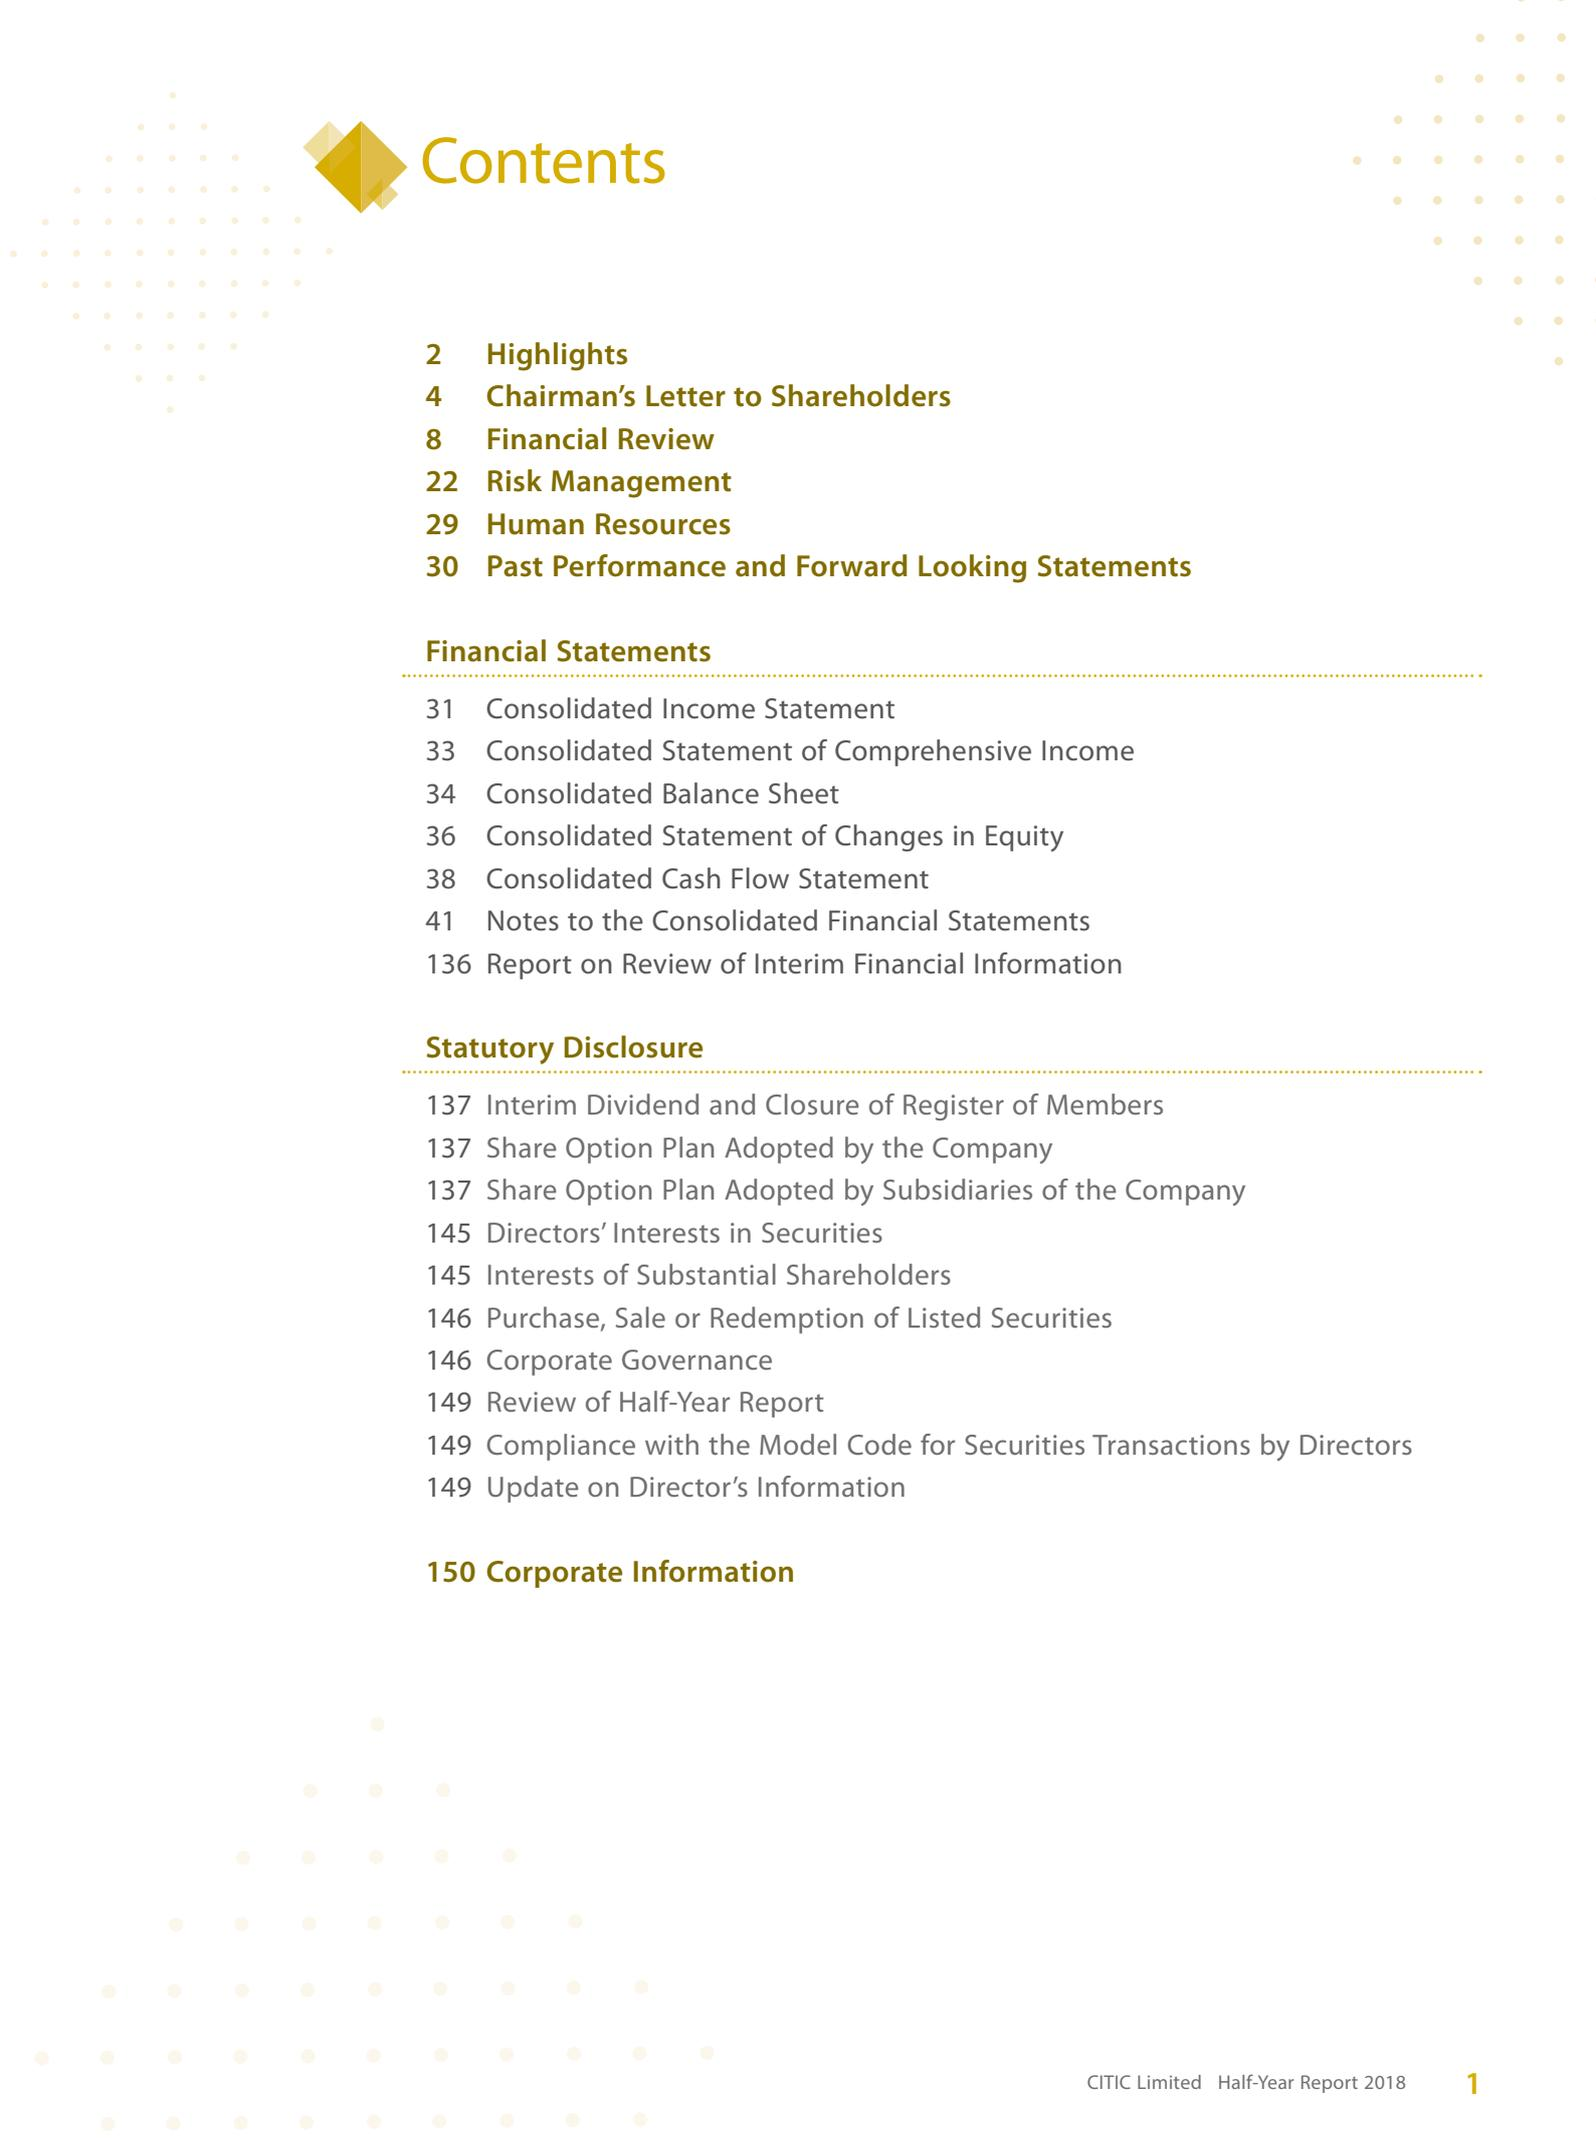 Contents
2 Highlights
4 Chairman’s Letter to Shareholders
8 Financial Review
22 Risk Management
29 Human Resources
30 Past Performance and Forward Looking Statements
Financial Statements
31 Consolidated Income Statement
33 Consolidated Statement of Comprehensive Income
34 Consolidated Balance Sheet
36 Consolidated Statement of Changes in Equity
38 Consolidated Cash Flow Statement
41 Notes to the Consolidated Financial Statements
136 Report on Review of Interim Financial Information
Statutory Disclosure
137 Interim Dividend and Closure of Register of Members
137 Share Option Plan Adopted by the Company
137 Share Option Plan Adopted by Subsidiaries of the Company
145 Directors’ Interests in Securities
145 Interests of Substantial Shareholders
146 Purchase, Sale or Redemption of Listed Securities
146 Corporate Governance
149 Review of Half-Year Report
149 Compliance with the Model Code for Securities Transactions by Directors
149 Update on Director’s Information
150 Corporate Information
CITIC Limited Half-Year Report 2018 1